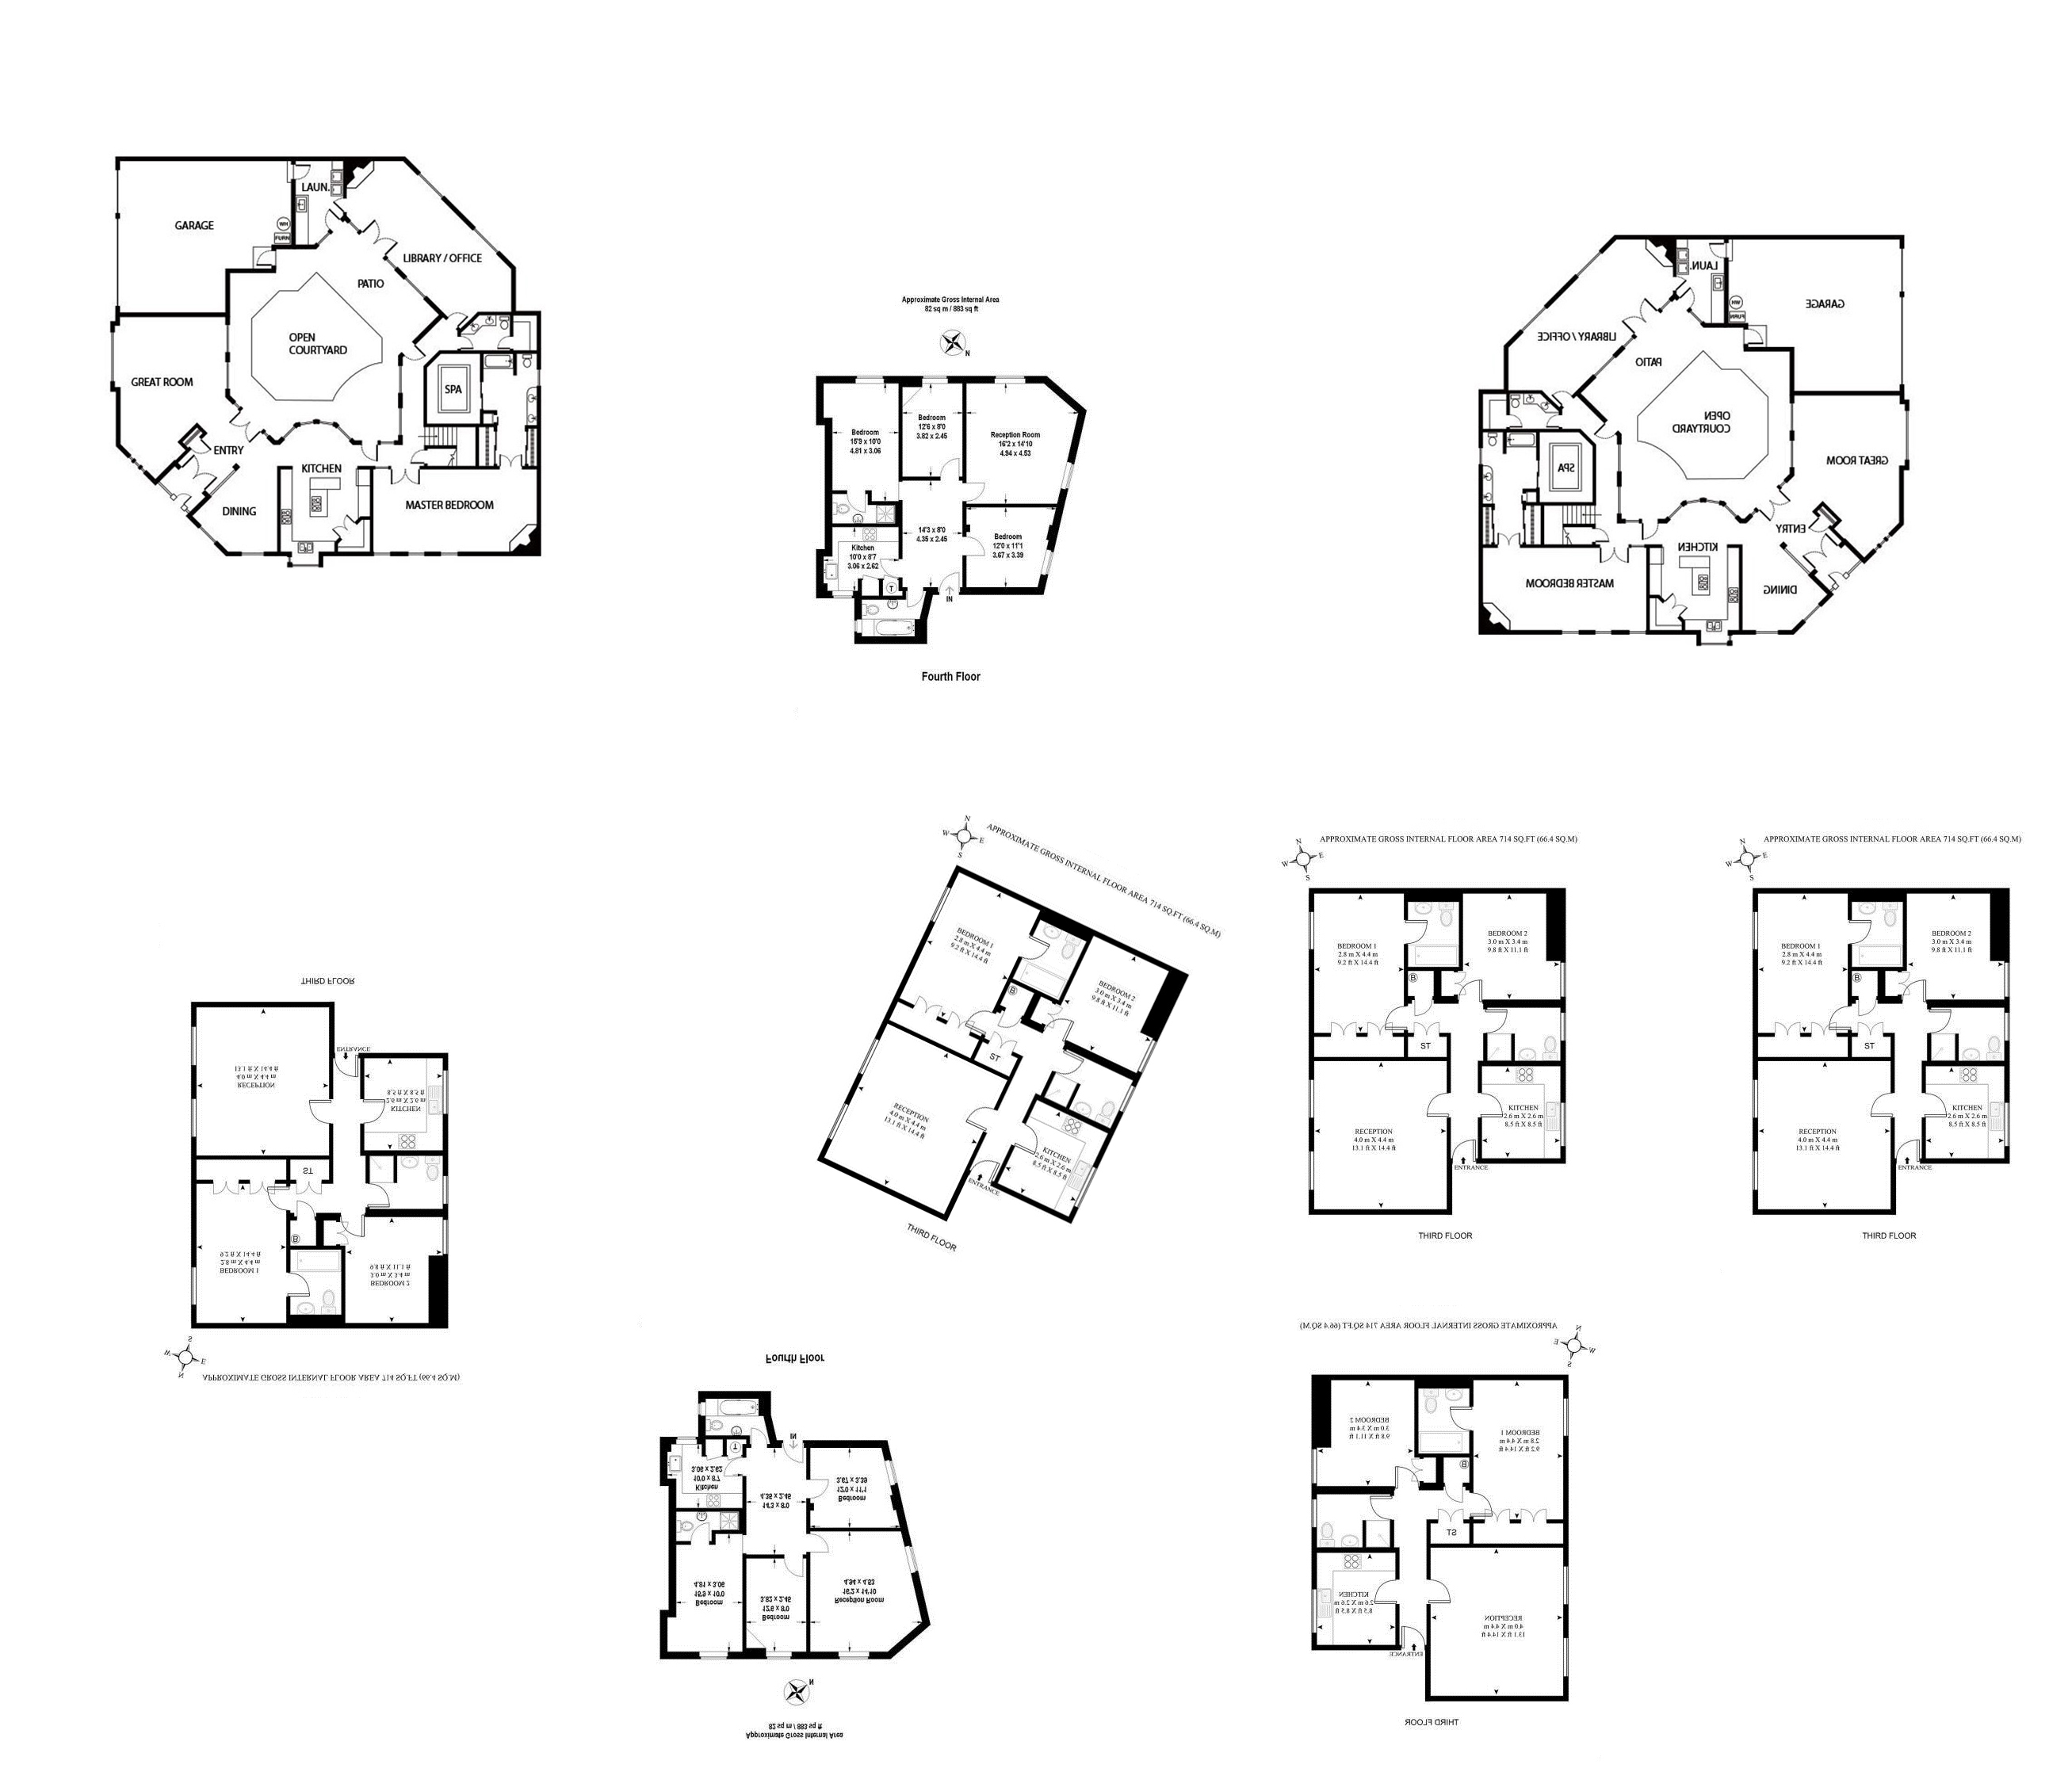 GARAGE
LAUN.
WH
FURN
LIBRARY / OFFICE
PATIO
OPEN
COURTYARD
GREAT ROOM
SPA
ENTRY
KITCHEN
DINING
MASTER BEDROOM
Approximate Gross Internal Area
82 sq m / 883 sq ft
N
Bedroom
15'9 x 10'0
4.81 x 3.06
Bedroom
12'6 x 8'0
3.82 x 2.45
Reception Room
16'2 x 14'10
4.94 x 4.53
14'3 x 8'0
4.35 x 2.45
Bedroom
12'0 x 11'1
3.67 x 3.39
Kitchen
10'0 x 8'7
3.06 x 2.62
T
IN
Fourth Floor
LAUN.
GARAGE
WH
FURN
LIBRARY / OFFICE
PATIO
OPEN
COURTYARD
GREAT ROOM
SPA
ENTRY
KITCHEN
MASTER BEDROOM
DINING
N
W E
S
APPROXIMATE GROSS INTERNAL FLOOR AREA 714 SQ.FT (66.4 SQ.M)
BEDROOM 1
2.8 m X 4.4 m
9.2 ft X 14.4 ft
BEDROOM 2
3.0 m X 3.4 m
9.8 ft X 11.1 ft
B
ST
RECEPTION
4.0 m X 4.4 m
13.1 ft X 14.4 ft
KITCHEN
2.6 m X 2.6 m
8.5 ft X 8.5 ft
ENTRANCE
THIRD FLOOR
N
W E
S
APPROXIMATE GROSS INTERNAL FLOOR AREA 714 SQ.FT (66.4 SQ.M)
BEDROOM 1
2.8 m X 4.4 m
9.2 ft X 14.4 ft
BEDROOM 2
3.0 m X 3.4 m
9.8 ft X 11.1 ft
B
ST
KITCHEN
2.6 m X 2.6 m
8.5 ft X 8.5 ft
RECEPTION
4.0 m X 4.4 m
13.1 ft X 14.4 ft
ENTRANCE
THIRD FLOOR
N
W E
S
APPROXIMATE GROSS INTERNAL FLOOR AREA 714 SQ.FT (66.4 SQ.M)
BEDROOM 1
2.8 m X 4.4 m
9.2 ft X 14.4 ft
BEDROOM 2
3.0 m X 3.4 m
9.8 ft X 11.1 ft
B
ST
KITCHEN
2.6 m X 2.6 m
8.5 ft X 8.5 ft
RECEPTION
4.0 m X 4.4 m
13.1 ft X 14.4 ft
ENTRANCE
THIRD FLOOR
THIRD FLOOR
ENTRANCE
13.1 ft X 14.4 ft
4.0 m X 4.4 m
RECEPTION
8.5 ft X 8.5 ft
2.6 m X 2.6 m
KITCHEN
ST
B
9.2 ft X 14.4 ft
2.8 m X 4.4 m
BEDROOM 1
9.8 ft X 11.1 ft
3.0 m X 3.4 m
BEDROOM 2
S
W E
N
APPROXIMATE GROSS INTERNAL FLOOR AREA 714 SQ.FT (66.4 SQ.M)
Fourth Floor
IN
T
3.06 x 2.62
10'0 x 8'7
Kitchen
3.67 x 3.39
12'0 x 11'1
Bedroom
4.35 x 2.45
14'3 x 8'0
4.81 x 3.06
15'9 x 10'0
Bedroom
3.82 x 2.45
12'6 x 8'0
Bedroom
4.94 x 4.53
16'2 x 14'10
Reception Room
N
82 sq m / 883 sq ft
Approximate Gross Internal Area
APPROXIMATE GROSS INTERNAL FLOOR AREA 714 SQ.FT (66.4 SQ.M)
N
E W
S
BEDROOM 2
3.0 m X 3.4 m
9.8 ft X 11.1 ft
BEDROOM 1
2.8 m X 4.4 m
9.2 ft X 14.4 ft
B
ST
KITCHEN
2.6 m X 2.6 m
8.5 ft X 8.5 ft
RECEPTION
4.0 m X 4.4 m
13.1 ft X 14.4 ft
ENTRANCE
THIRD FLOOR